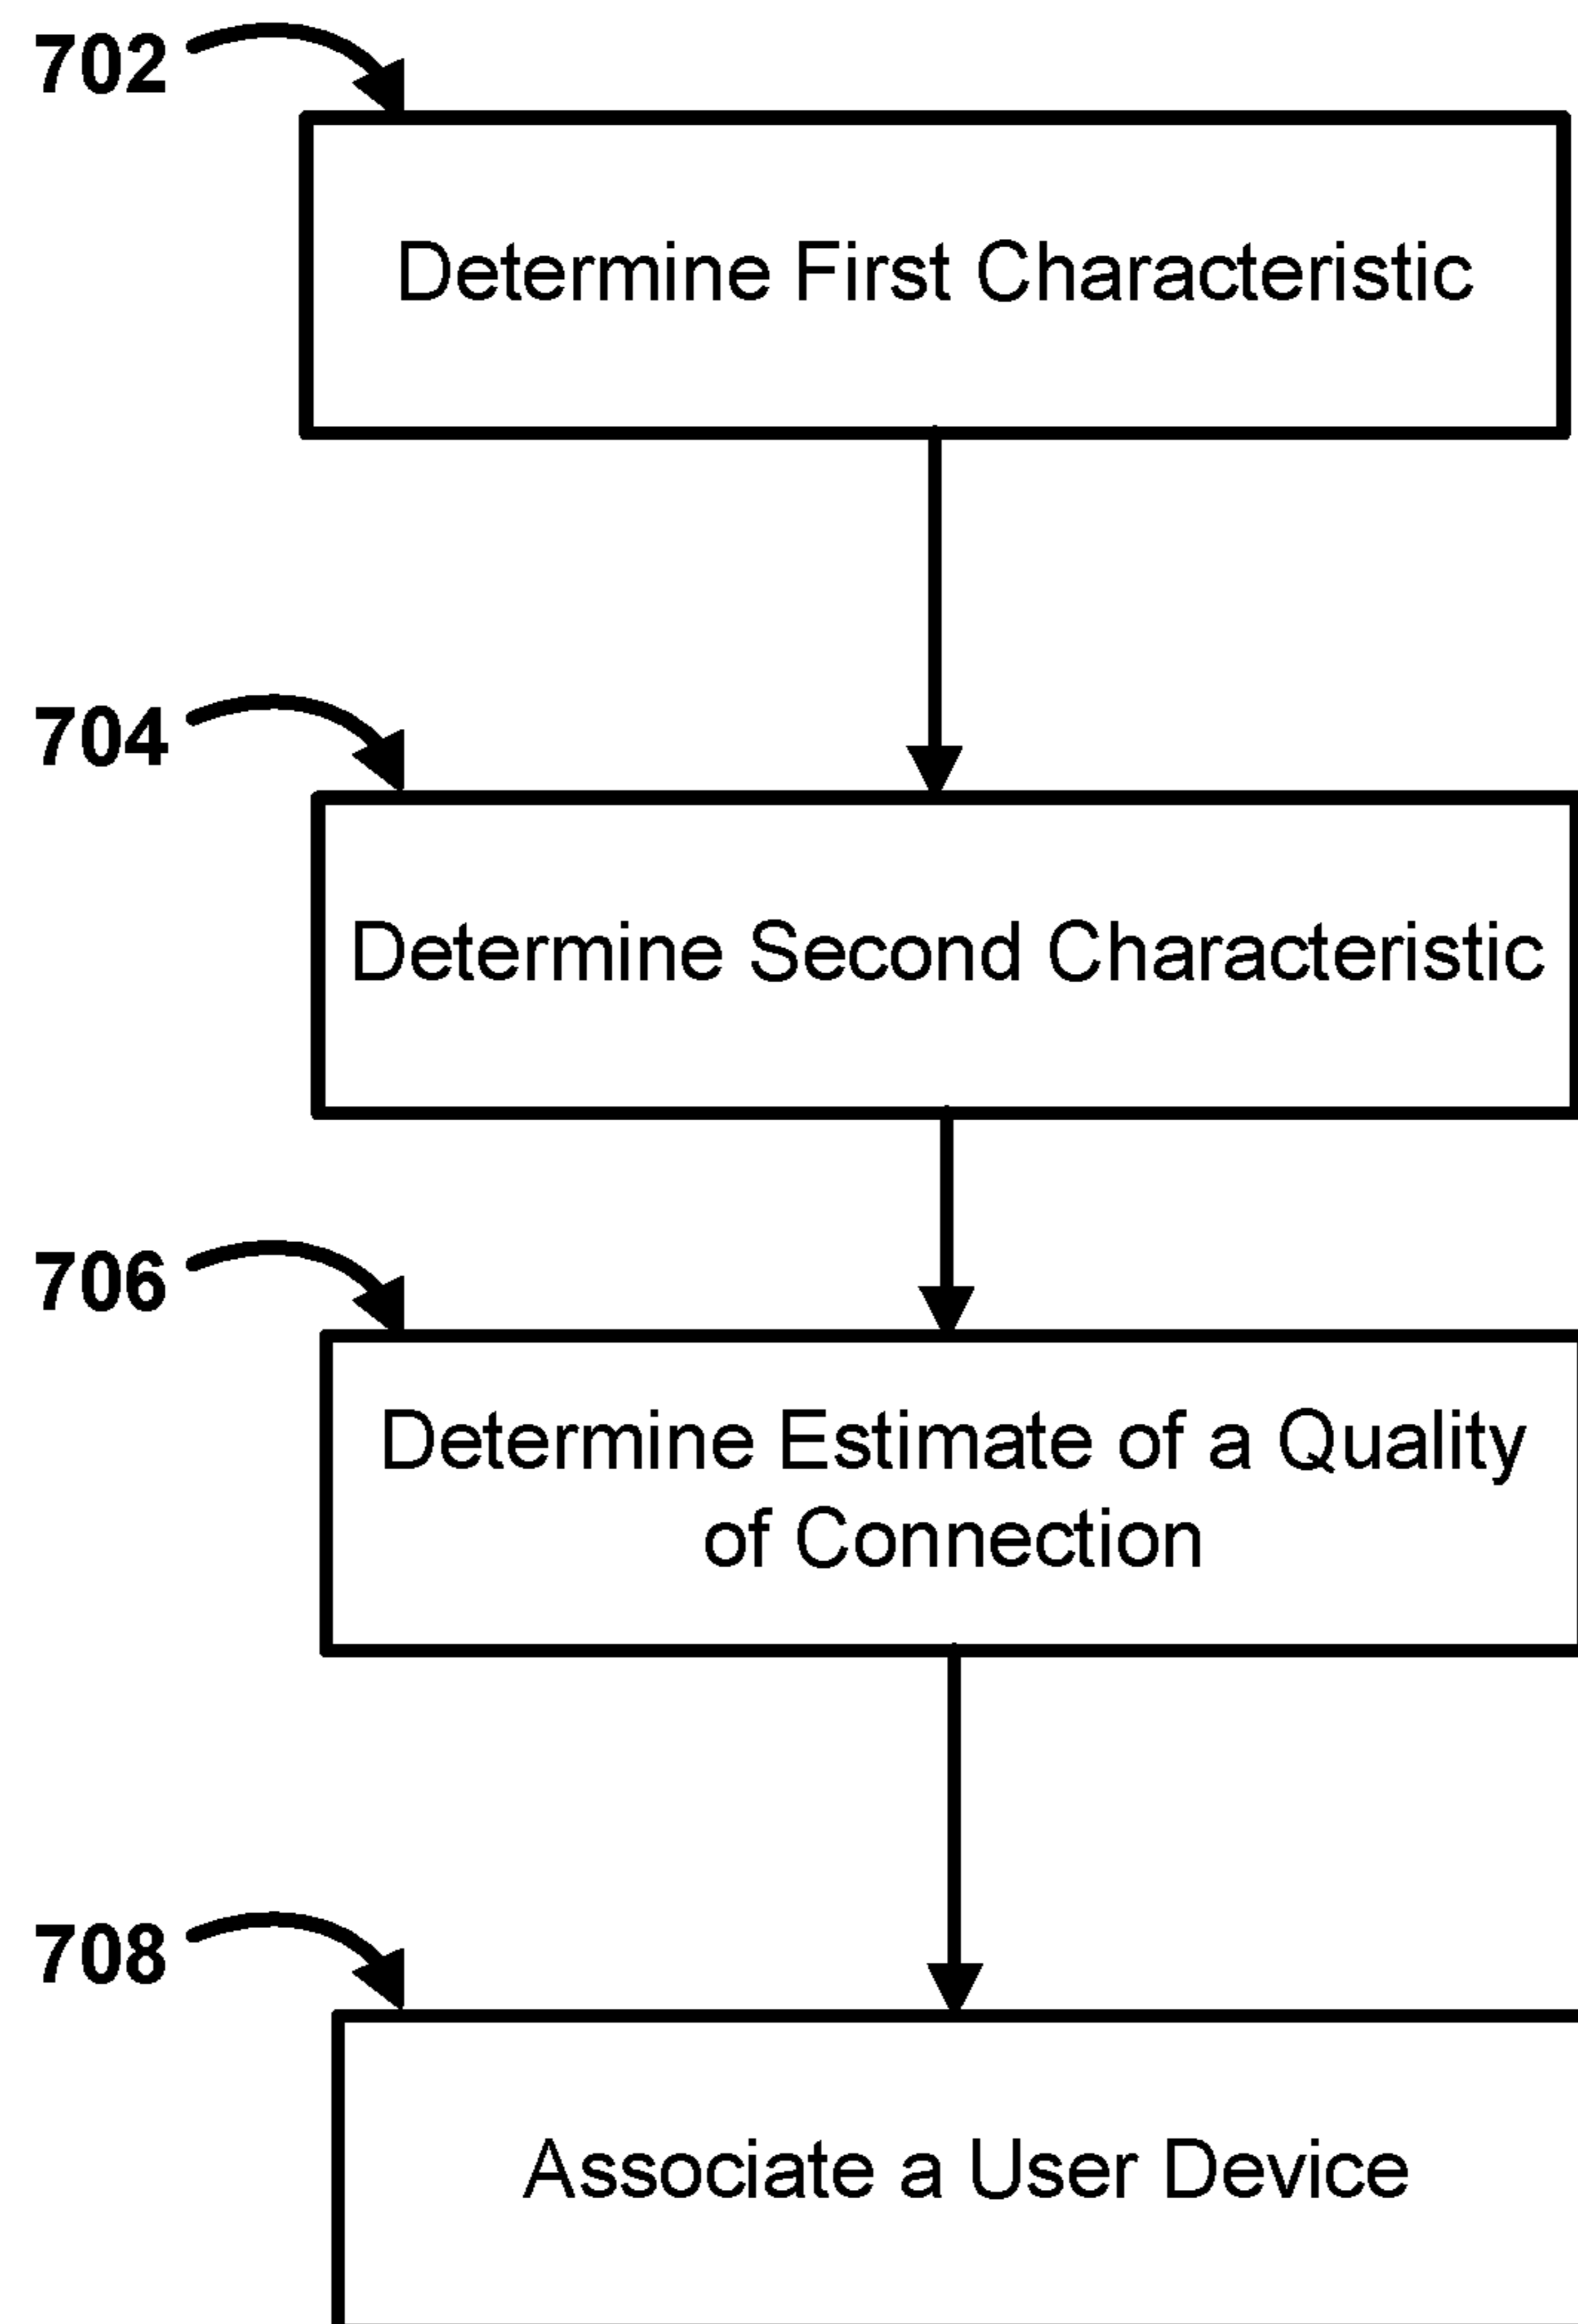 702
Determine First Characteristic
704
Determine Second Characteristic
706
Determine Estimate of a Quality
of Connection
708
Associate a User Device